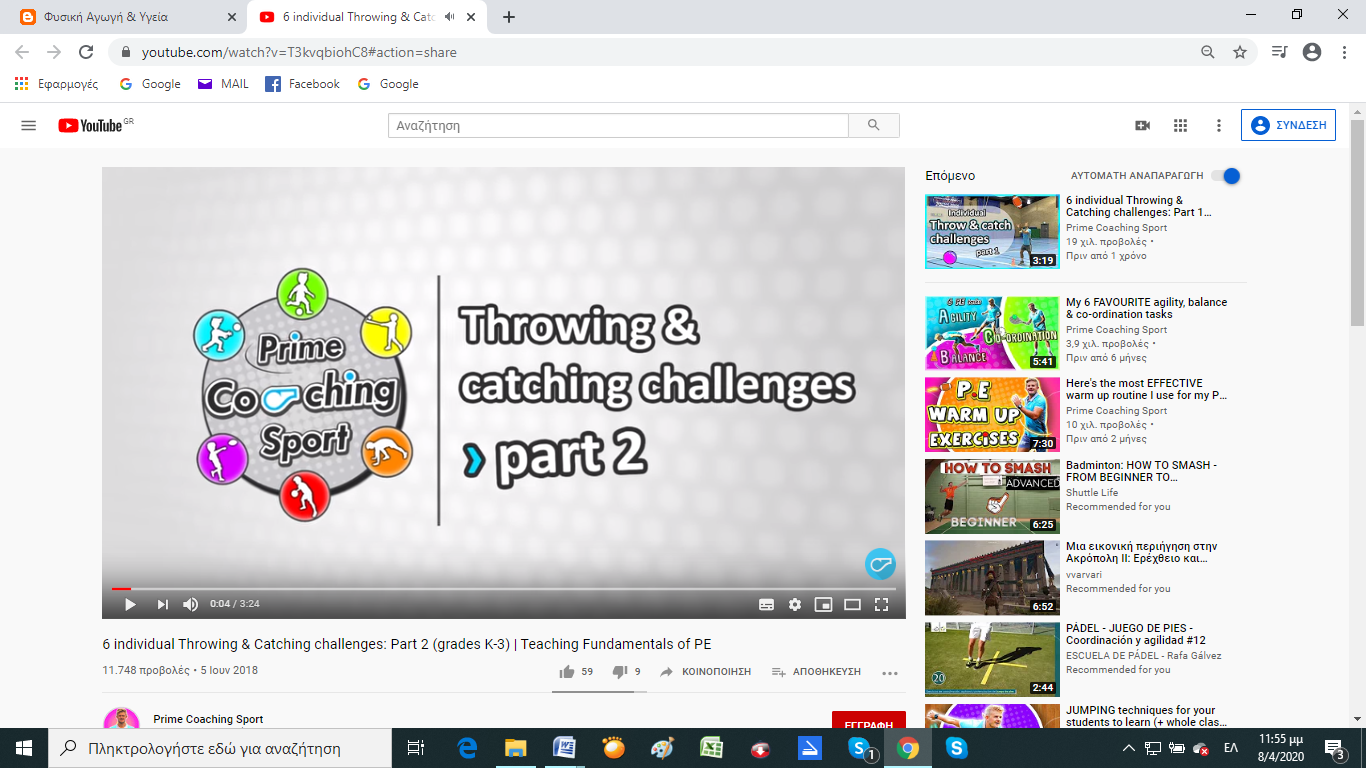 Φυσική Αγωγή & Υγεία
6 individual Throwing & Catc
youtube.com/watch?v=T3kvqbiohC8#action=share
Εφαρμογές
Google
MAIL
Facebook
Google
YouTube GR
Αναζήτηση
ΣΥΝΔΕΣΗ
Prime
Coaching
Sport
Throwing &
catching challenges
› part 2
0:04 / 3:24
6 individual Throwing & Catching challenges: Part 2 (grades K-3) | Teaching Fundamentals of PE
11.748 προβολές • 5 Ιουν 2018
59
9
ΚΟΙΝΟΠΟΙΗΣΗ
ΑΠΟΘΗΚΕΥΣΗ
Prime Coaching Sport
ΕΓΓΡΑΦΗ
Επόμενο
ΑΥΤΟΜΑΤΗ ΑΝΑΠΑΡΑΓΩΓΗ
Individual
Throw & catch
challenges
part 1
3:19
6 individual Throwing &
Catching challenges: Part 1...
Prime Coaching Sport
19 χιλ. προβολές •
Πριν από 1 χρόνο
AGILITY
CO-ORDINATION
BALANCE
5:41
My 6 FAVOURITE agility, balance
& co-ordination tasks
Prime Coaching Sport
3,9 χιλ. προβολές •
Πριν από 6 μήνες
P.E
WARM UP
EXERCISES
7:30
Here's the most EFFECTIVE
warm up routine I use for my P...
Prime Coaching Sport
10 χιλ. προβολές •
Πριν από 2 μήνες
HOW TO SMASH
ADVANCED
BEGINNER
6:25
Badminton: HOW TO SMASH -
FROM BEGINNER TO...
Shuttle Life
Recommended for you
6:52
Μια εικονική περιήγηση στην
Ακρόπολη ΙΙ: Ερέχθειο και...
vvarvari
Recommended for you
20
2:44
PÁDEL - JUEGO DE PIES -
Coordinación y agilidad #12
ESCUELA DE PÁDEL - Rafa Gálvez
Recommended for you
JUMPING techniques for your
students to learn (+ whole clas...
Πληκτρολογήστε εδώ για αναζήτηση
1
ΕΛ
11:55 μμ
8/4/2020
3